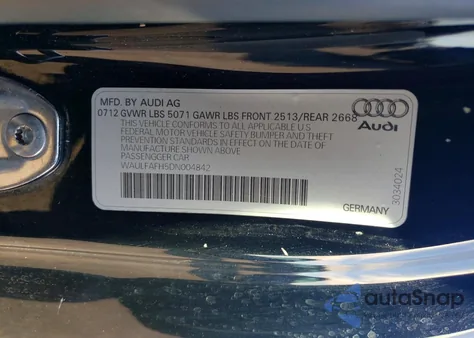 MFD. BY AUDI AG
0712 GVWR LBS 5071 GAWR LBS FRONT 2513/REAR 2668
THIS VEHICLE CONFORMS TO ALL APPLICABLE U.S
FEDERAL MOTOR VEHICLE SAFETY BUMPER AND THEFT
PREVENTION STANDARDS IN EFFECT ON THE DATE OF
MANUFACTURE SHOWN ABOVE
PASSENGGER CAR
WAULFAFH5DN004842
Audi
3034024
GERMANY
autoSnap